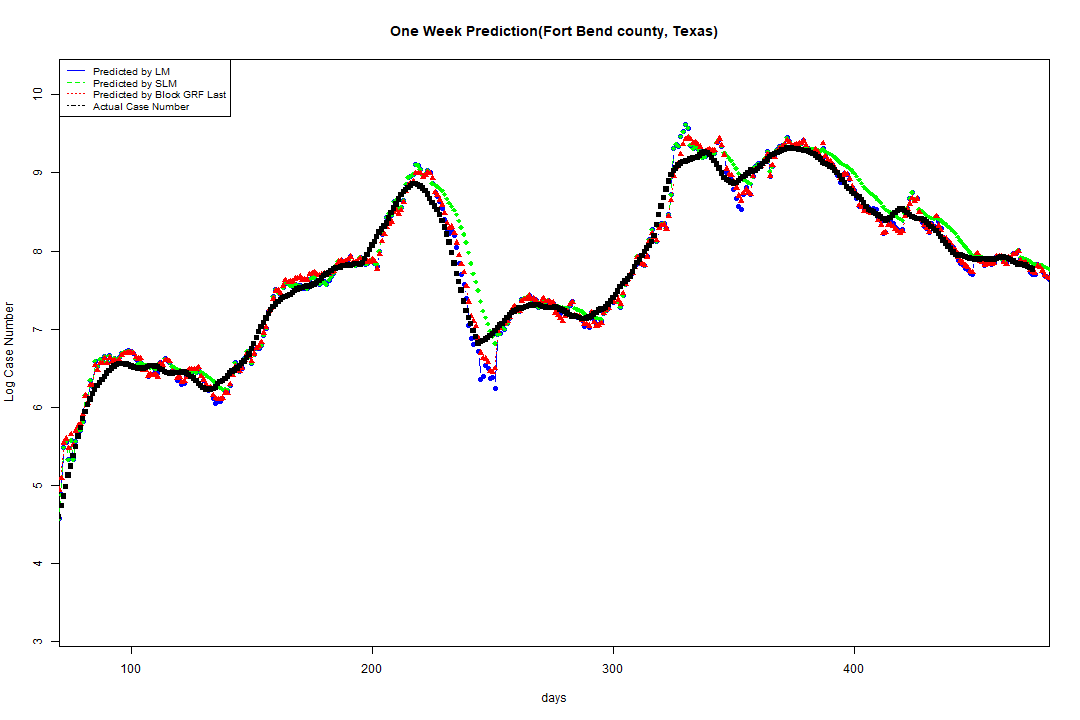 One Week Prediction(Fort Bend county, Texas)
Predicted by LM
Predicted by SLM
Predicted by Block GRF Last
Actual Case Number
Log Case Number
10
9
8
7
6
5
4
3
100 200 300 400
days